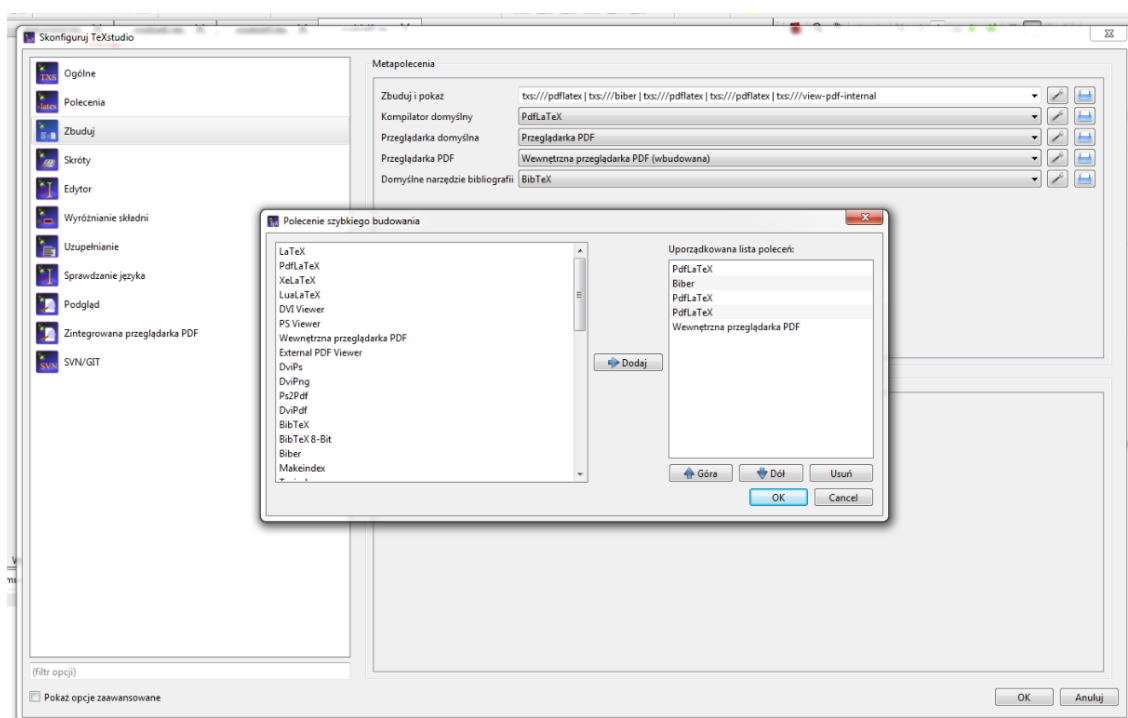 Skonfiguruj TeXstudio
TXS Ogólne
latex Polecenia
Zbuduj
Skróty
Edytor
Wyróżnianie składni
Uzupełnianie
Sprawdzanie języka
Podgląd
Zintegrowana przeglądarka PDF
SVN SVN/GIT
(filtr opcji)
Pokaż opcje zaawansowane
Metapolecenia
Zbuduj i pokaż txs:///pdflatex | txs:///biber | txs:///pdflatex | txs:///pdflatex | txs:///view-pdf-internal
Kompilator domyślny PdfLaTeX
Przeglądarka domyślna Przeglądarka PDF
Przeglądarka PDF Wewnętrzna przeglądarka PDF (wbudowana)
Domyślne narzędzie bibliografii BibTeX
Polecenie szybkiego budowania
LaTeX
PdfLaTeX
XeLaTeX
LuaLaTeX
DVI Viewer
PS Viewer
Wewnętrzna przeglądarka PDF
External PDF Viewer
DviPs
DviPng
Ps2Pdf
DviPdf
BibTeX
BibTeX 8-Bit
Biber
Makeindex
Dodaj
Uporządkowana lista poleceń:
PdfLaTeX
Biber
PdfLaTeX
PdfLaTeX
Wewnętrzna przeglądarka PDF
Góra Dół Usuń
OK Cancel
OK Anuluj